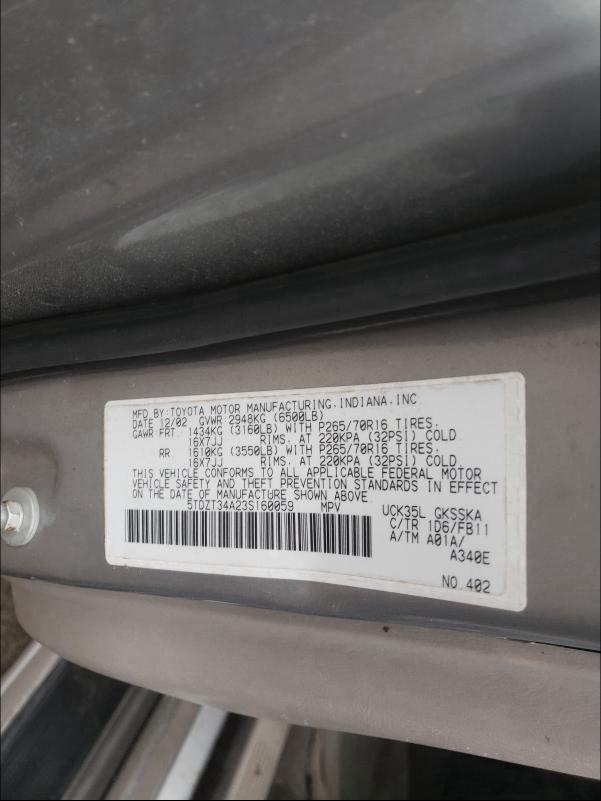 MFD.BY:TOYOTA MOTOR MANUFACTURING, INDIANA, INC.
DATE 12/02 GVWR 2948KG (6500LB)
GAWR:FRT 1434KG (3160LB) WITH P265/70R16 TIRES.
16X7JJ RIMS, AT 220KPA (32PSI) COLD
RR 1610KG (3550LB) WITH P265/70R16 TIRES.
16X7JJ RIMS, AT 220KPA (32PSI) COLD
THIS VEHICLE CONFORMS TO ALL APPLICABLE FEDERAL MOTOR
VEHICLE SAFETY AND THEFT PREVENTION STANDARDS IN EFFECT
ON THE DATE OF MANUFACTURE SHOWN ABOVE
5TDZT34A23S160059 MPV
UCK35L GKSSKA
C/TR 1D6/FB11
A/TM A01A/
A340E
NO.402